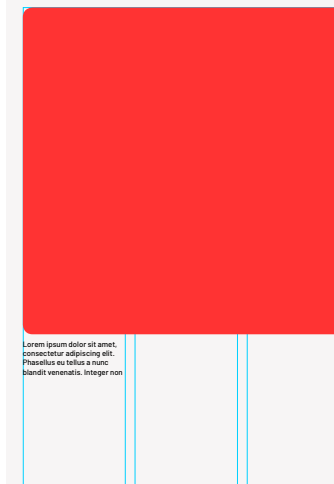 Lorem ipsum dolor sit amet,
consectetur adipiscing elit.
Phasellus eu tellus a nunc
blandit venenatis. Integer non